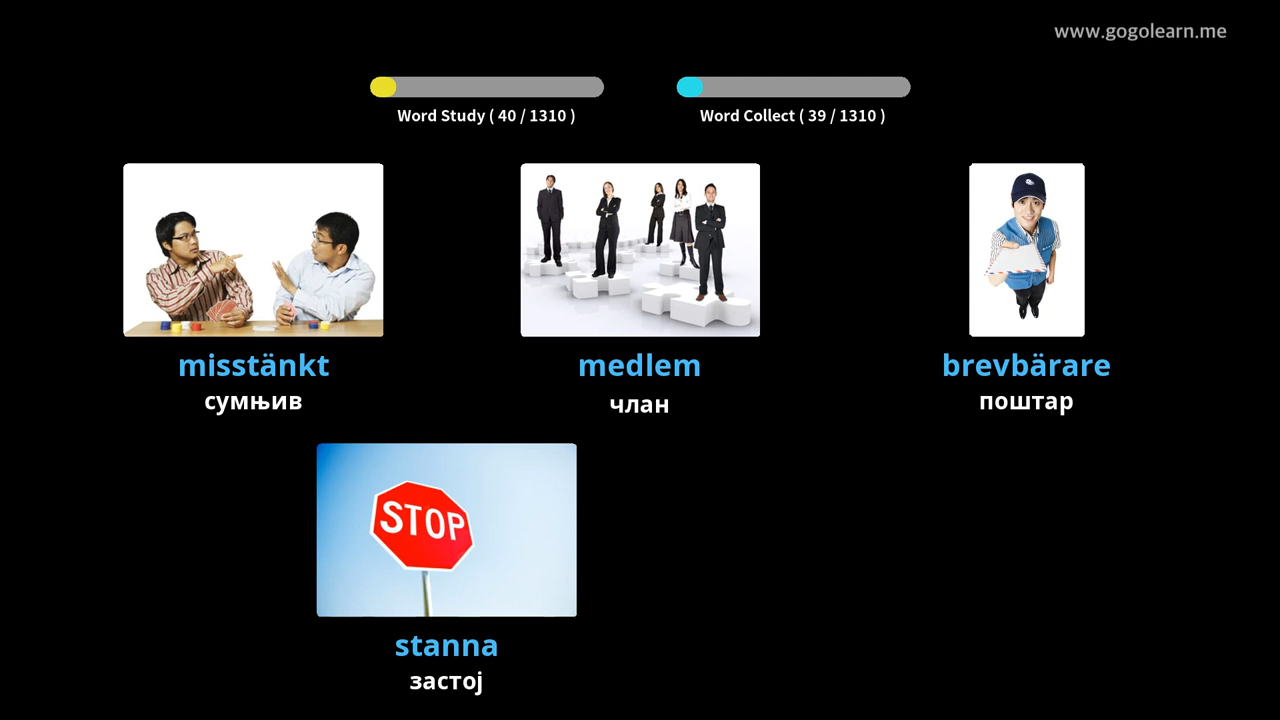 www.gogolearn.me
Word Study ( 40 / 1310 )
Word Collect ( 39 / 1310 )
misstänkt
сумњив
medlem
члан
brevbärare
поштар
STOP
stanna
застој